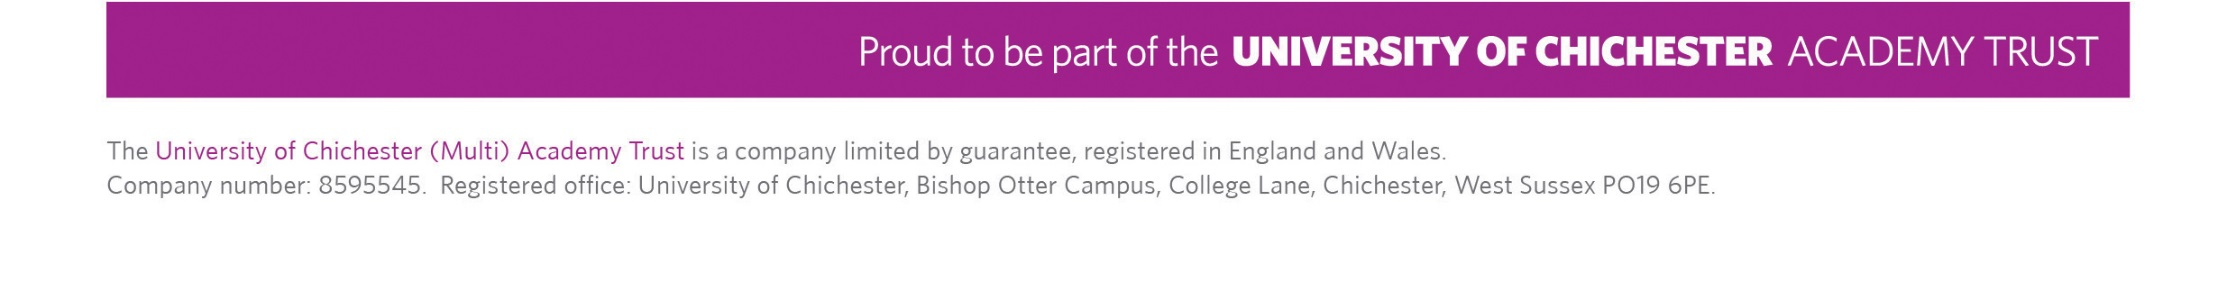 Proud to be part of the UNIVERSITY OF CHICHESTER ACADEMY TRUST
The University of Chichester (Multi) Academy Trust is a company limited by guarantee, registered in England and Wales.
Company number: 8595545.  Registered office: University of Chichester, Bishop Otter Campus, College Lane, Chichester, West Sussex PO19 6PE.